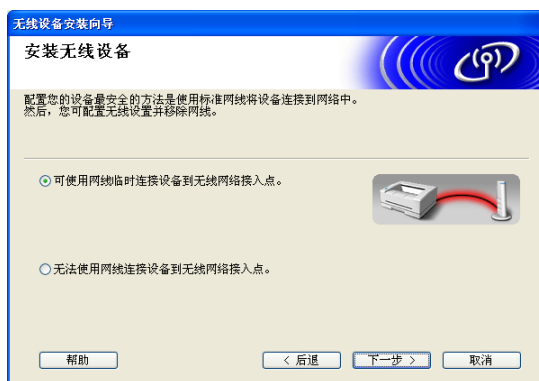 无线设备安装向导
安装无线设备
配置您的设备最安全的方法是使用标准网线将设备连接到网络中。
然后，您可配置无线设置并移除网线。
可使用网线临时连接设备到无线网络接入点。
无法使用网线连接设备到无线网络接入点。
帮助
< 后退
下一步 >
取消